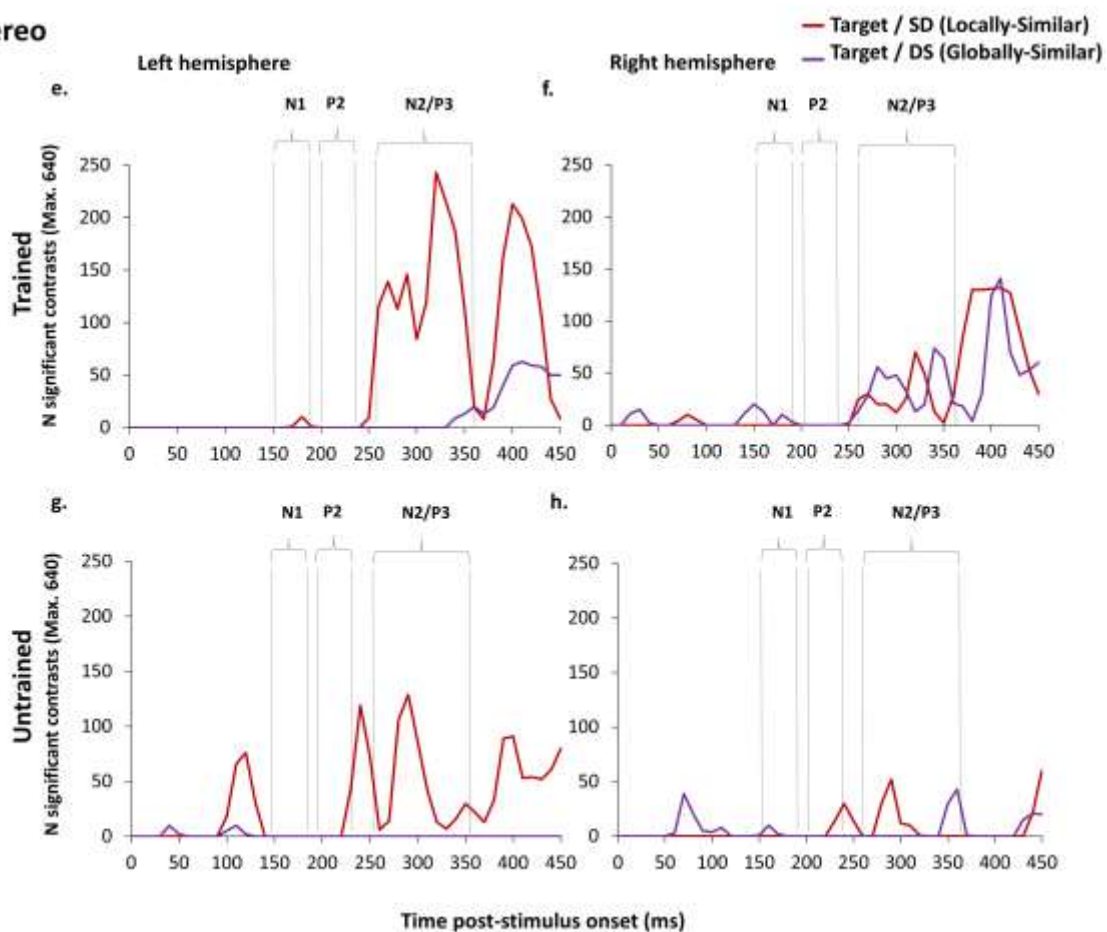 ereo
Target / SD (Locally-Similar)
Target / DS (Globally-Similar)
Left hemisphere
Right hemisphere
e.
f.
N1 P2 N2/P3
N1 P2 N2/P3
Trained
N significant contrasts (Max. 640)
250
200
150
100
50
0
0 50 100 150 200 250 300 350 400 450
250
200
150
100
50
0
0 50 100 150 200 250 300 350 400 450
g.
h.
N1 P2 N2/P3
N1 P2 N2/P3
Untrained
N significant contrasts (Max. 640)
250
200
150
100
50
0
0 50 100 150 200 250 300 350 400 450
250
200
150
100
50
0
0 50 100 150 200 250 300 350 400 450
Time post-stimulus onset (ms)